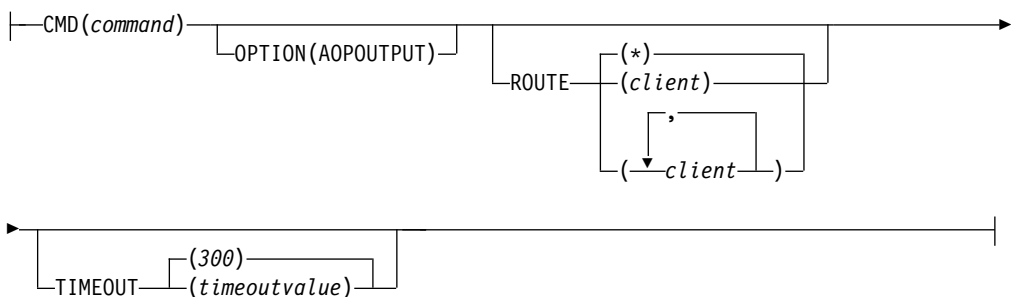 CMD(command)
OPTION(AOPOUTPUT)
ROUTE
(*)
(client)
,
(client)
TIMEOUT
(300)
(timeoutvalue)